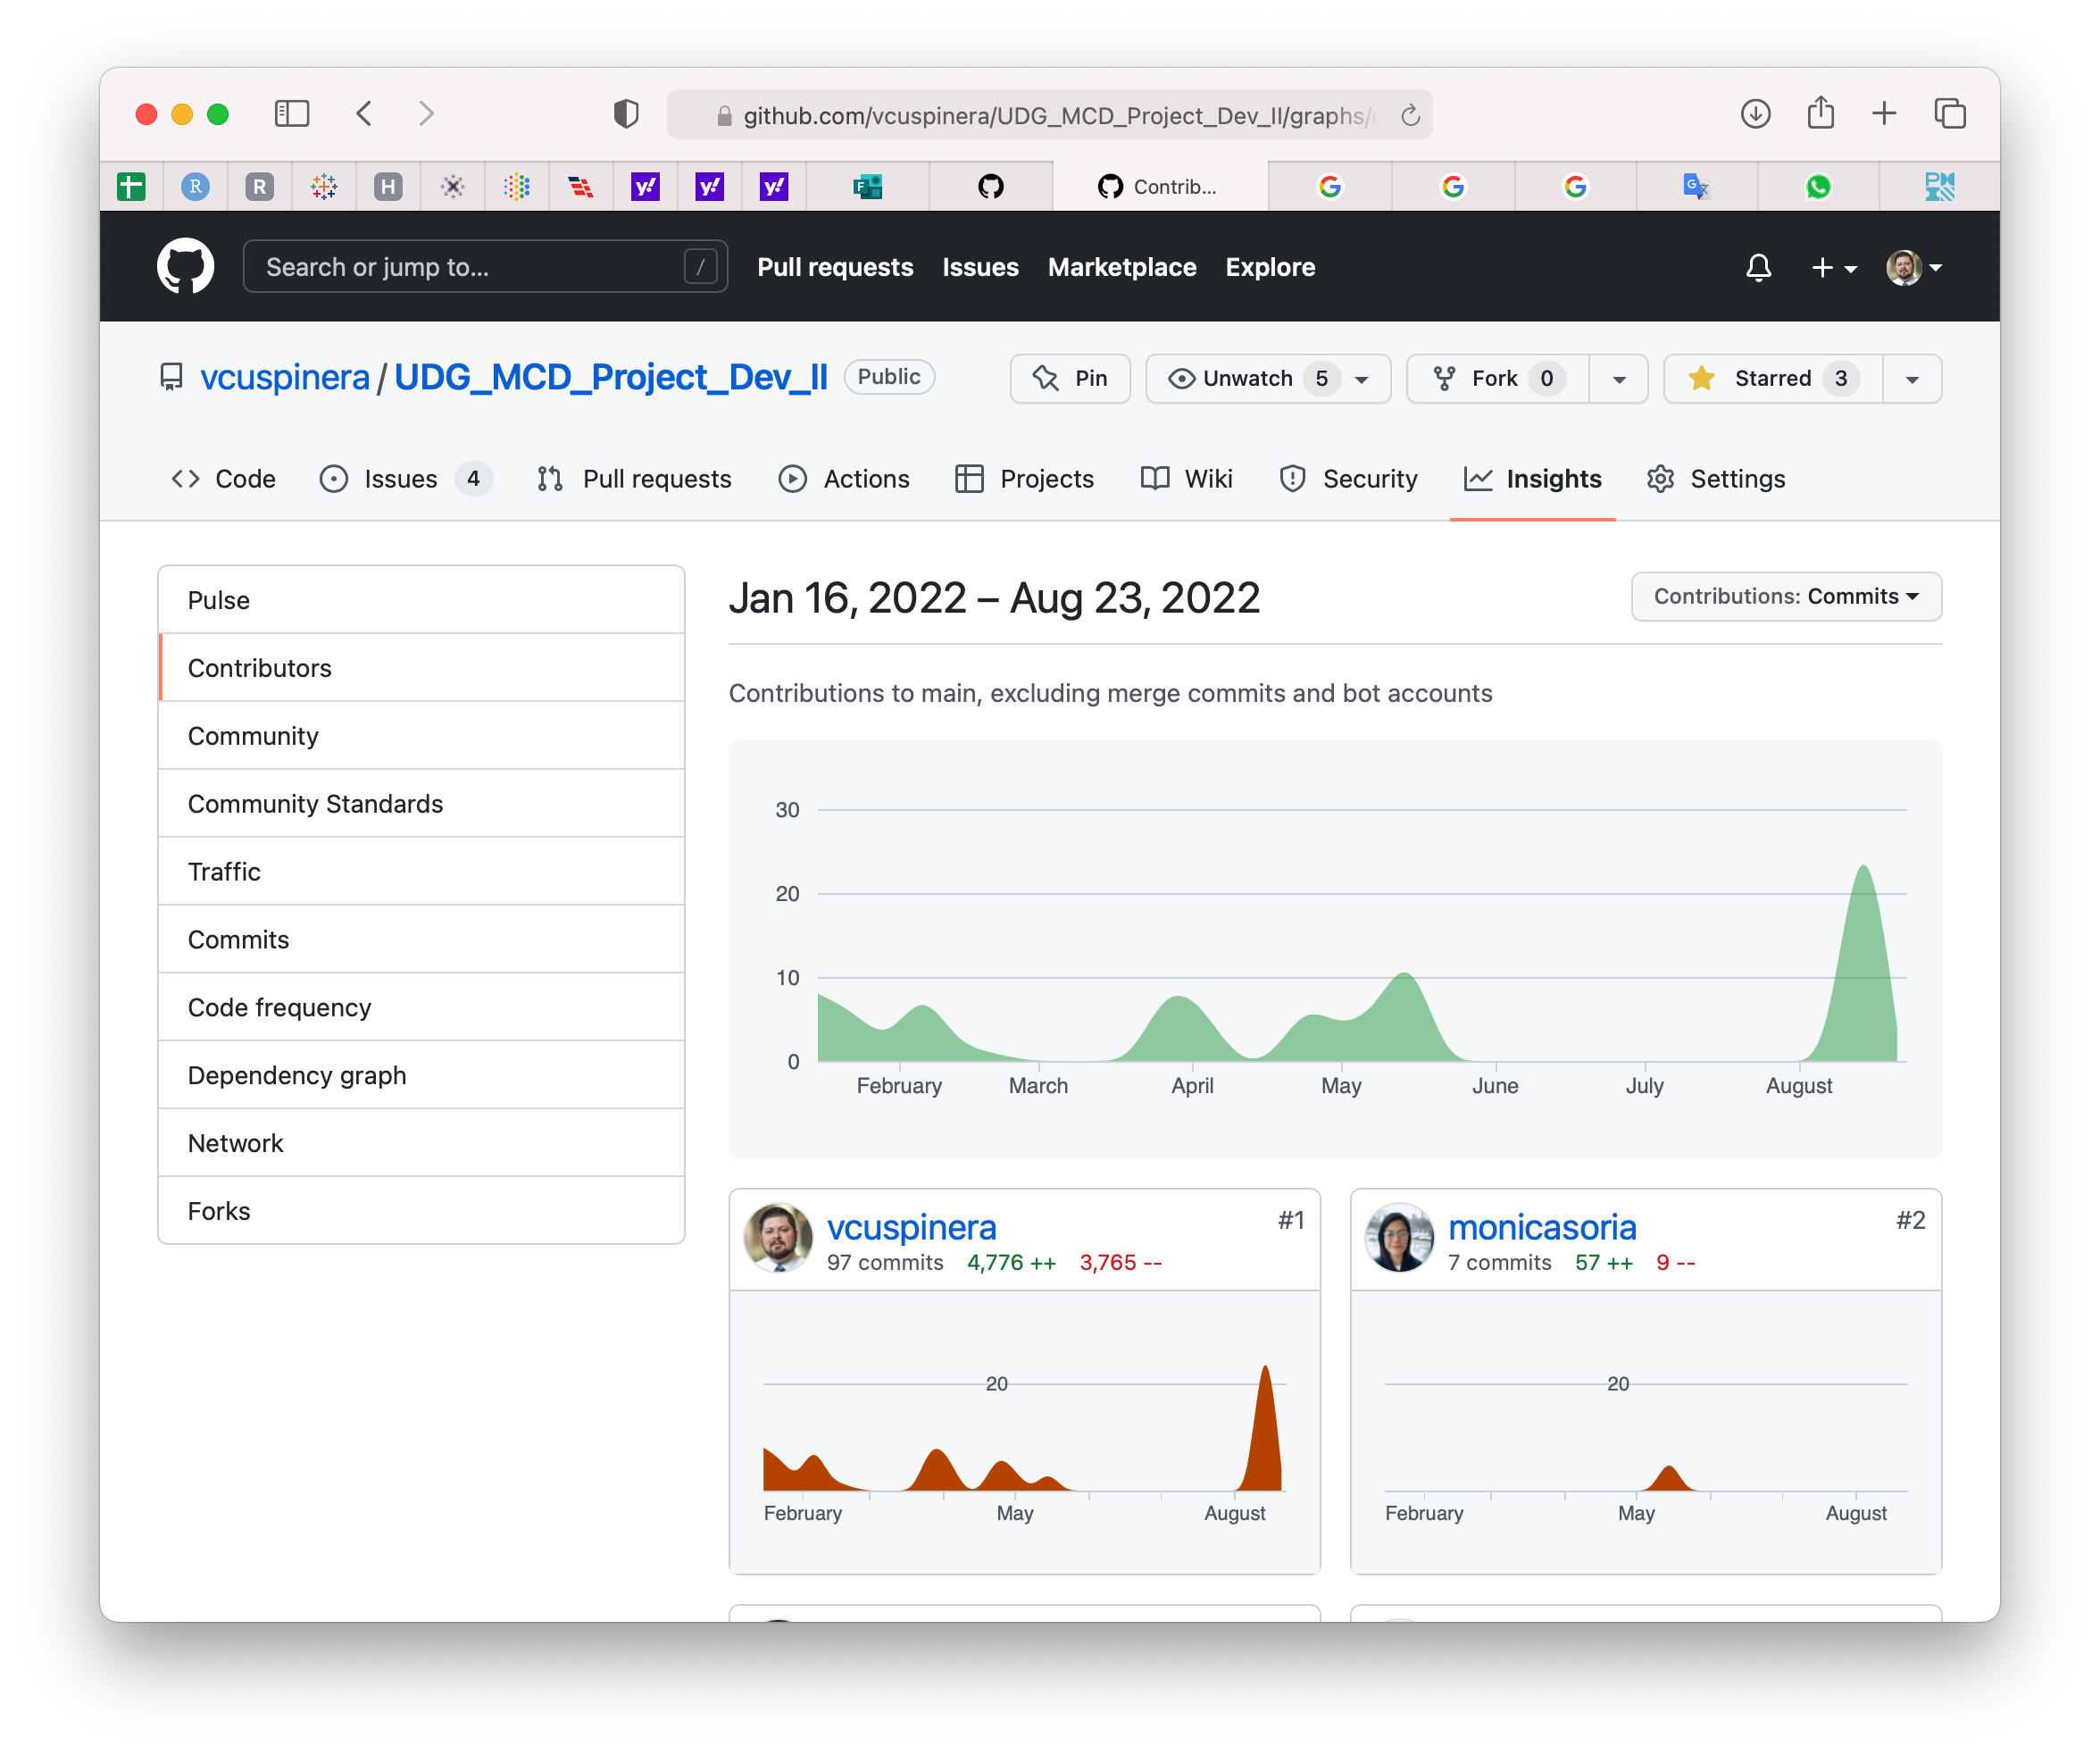 github.com/vcuspinera/UDG_MCD_Project_Dev_II/graphs/
Contrib...
Search or jump to... /
Pull requests Issues Marketplace Explore
vcuspinera / UDG_MCD_Project_Dev_II Public
Pin Unwatch 5 Fork 0 Starred 3
Code Issues 4 Pull requests Actions Projects Wiki Security Insights Settings
Pulse
Contributors
Community
Community Standards
Traffic
Commits
Code frequency
Dependency graph
Network
Forks
Jan 16, 2022 – Aug 23, 2022
Contributions: Commits
Contributions to main, excluding merge commits and bot accounts
30
20
10
0
February March April May June July August
vcuspinera #1
97 commits 4,776 ++ 3,765 --
20
February May August
monicasoria #2
7 commits 57 ++ 9 --
20
February May August